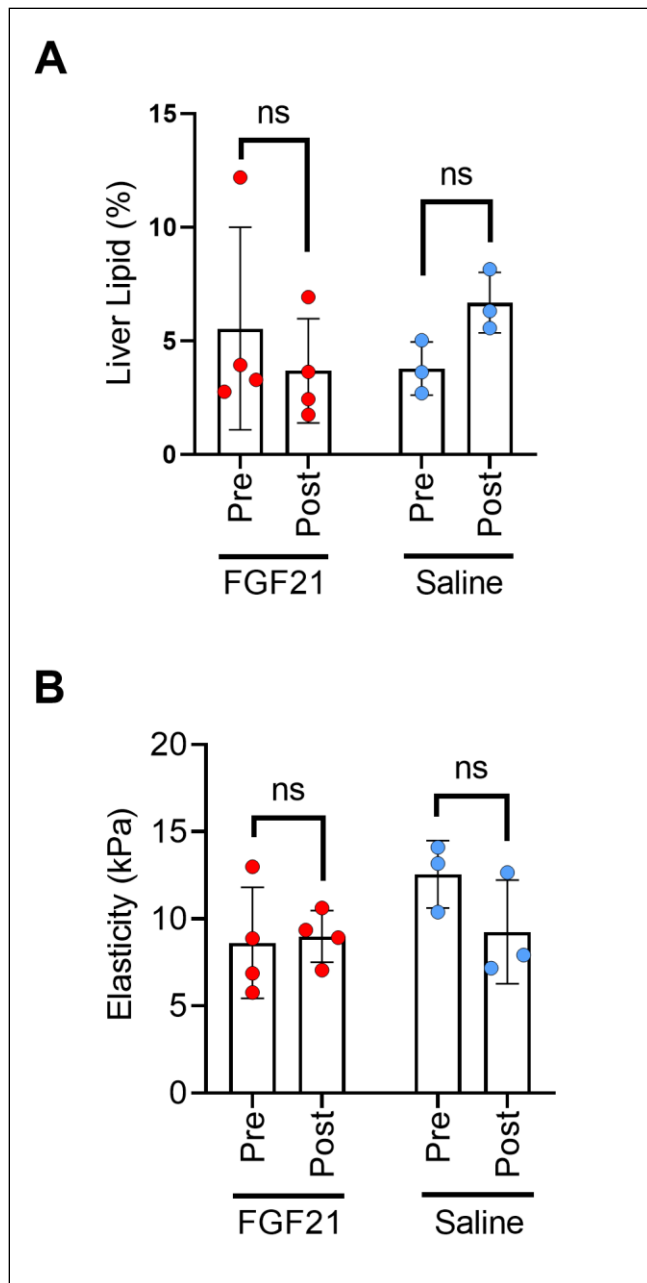 A
ns
ns
15
10
5
0
Liver Lipid (%)
Pre
Post
Pre
Post
FGF21
Saline
B
ns
ns
20
15
10
5
0
Elasticity (kPa)
Pre
Post
Pre
Post
FGF21
Saline